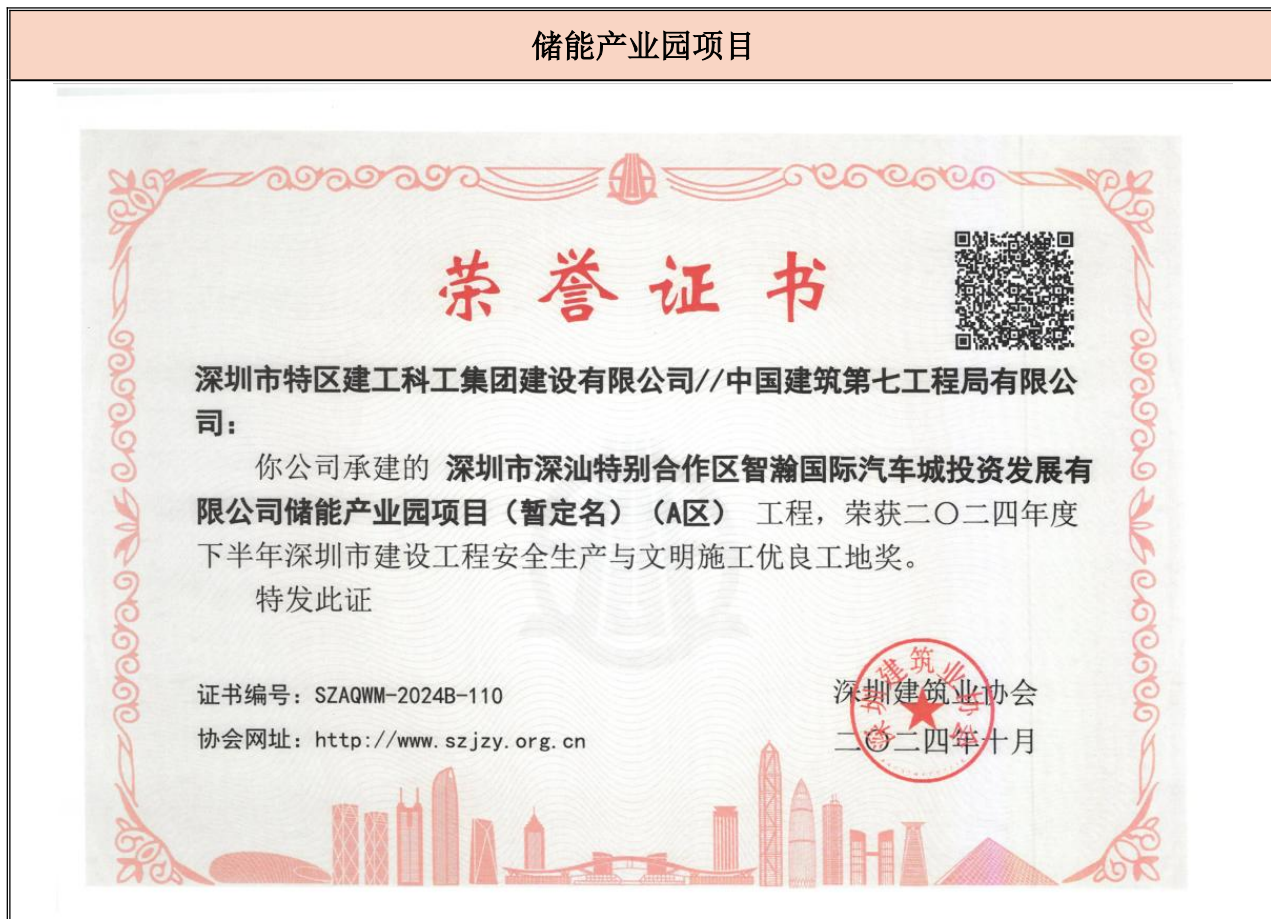 储能产业园项目
荣誉证书
深圳市特区建工科工集团建设有限公司//中国建筑第七工程局有限公
司：
你公司承建的 深圳市深汕特别合作区智瀚国际汽车城投资发展有
限公司储能产业园项目（暂定名）（A区） 工程，荣获二〇二四年度
下半年深圳市建设工程安全生产与文明施工优良工地奖。
特发此证
证书编号：SZAQWM-2024B-110
深圳建筑业协会
协会网址：http://www.szjzy.org.cn
二〇二四年十月
深圳建筑业协会